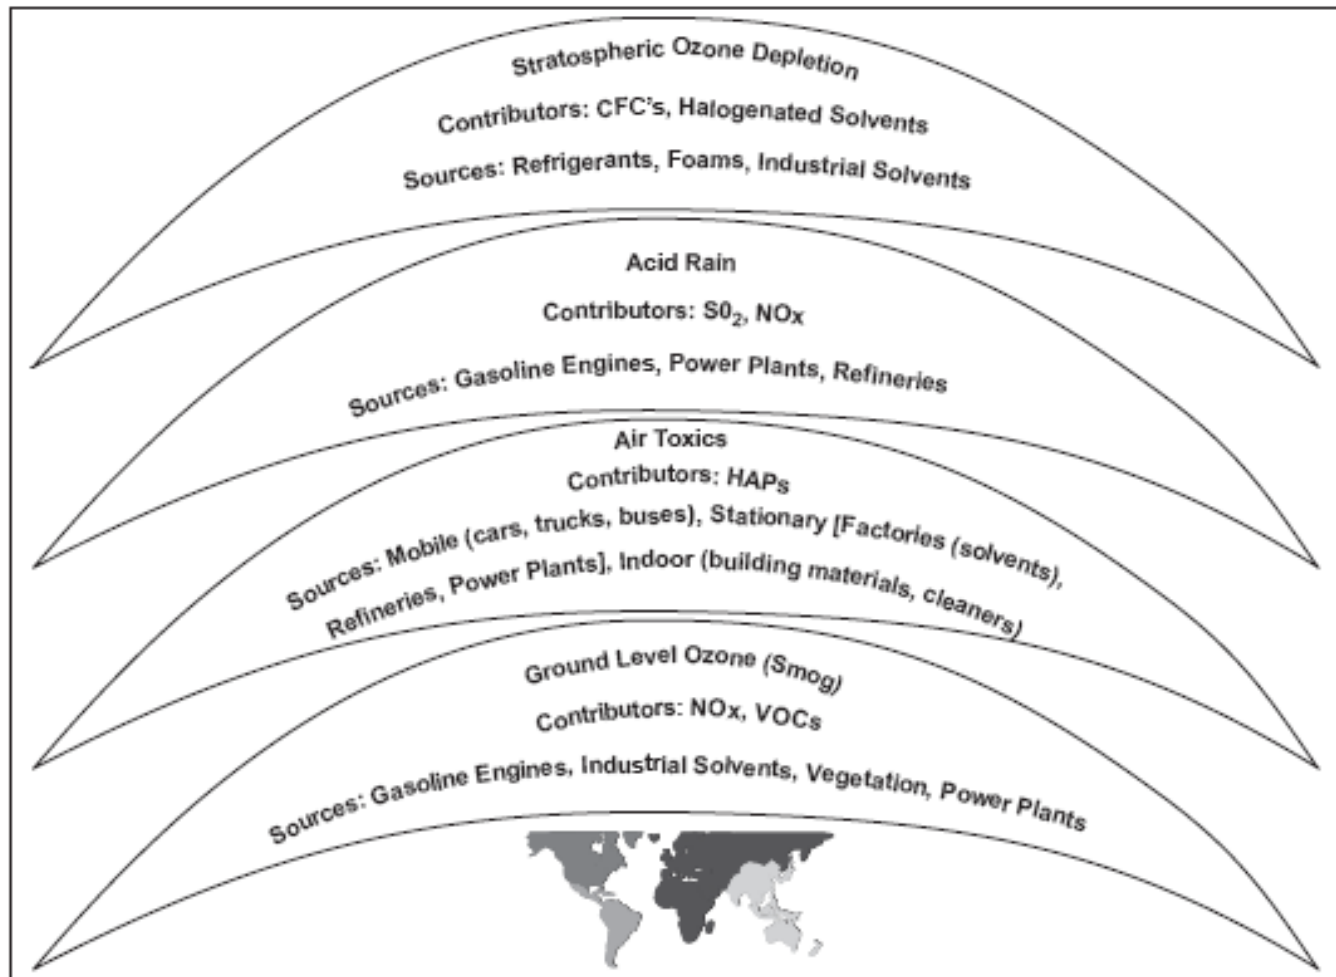 Stratospheric Ozone Depletion
Contributors: CFC's, Halogenated Solvents
Sources: Refrigerants, Foams, Industrial Solvents
Acid Rain
Contributors: S0₂, NOx
Sources: Gasoline Engines, Power Plants, Refineries
Air Toxics
Contributors: HAPs
Sources: Mobile (cars, trucks, buses), Stationary [Factories (solvents),
Refineries, Power Plants], Indoor (building materials, cleaners)
Ground Level Ozone (Smog)
Contributors: NOx, VOCs
Sources: Gasoline Engines, Industrial Solvents, Vegetation, Power Plants